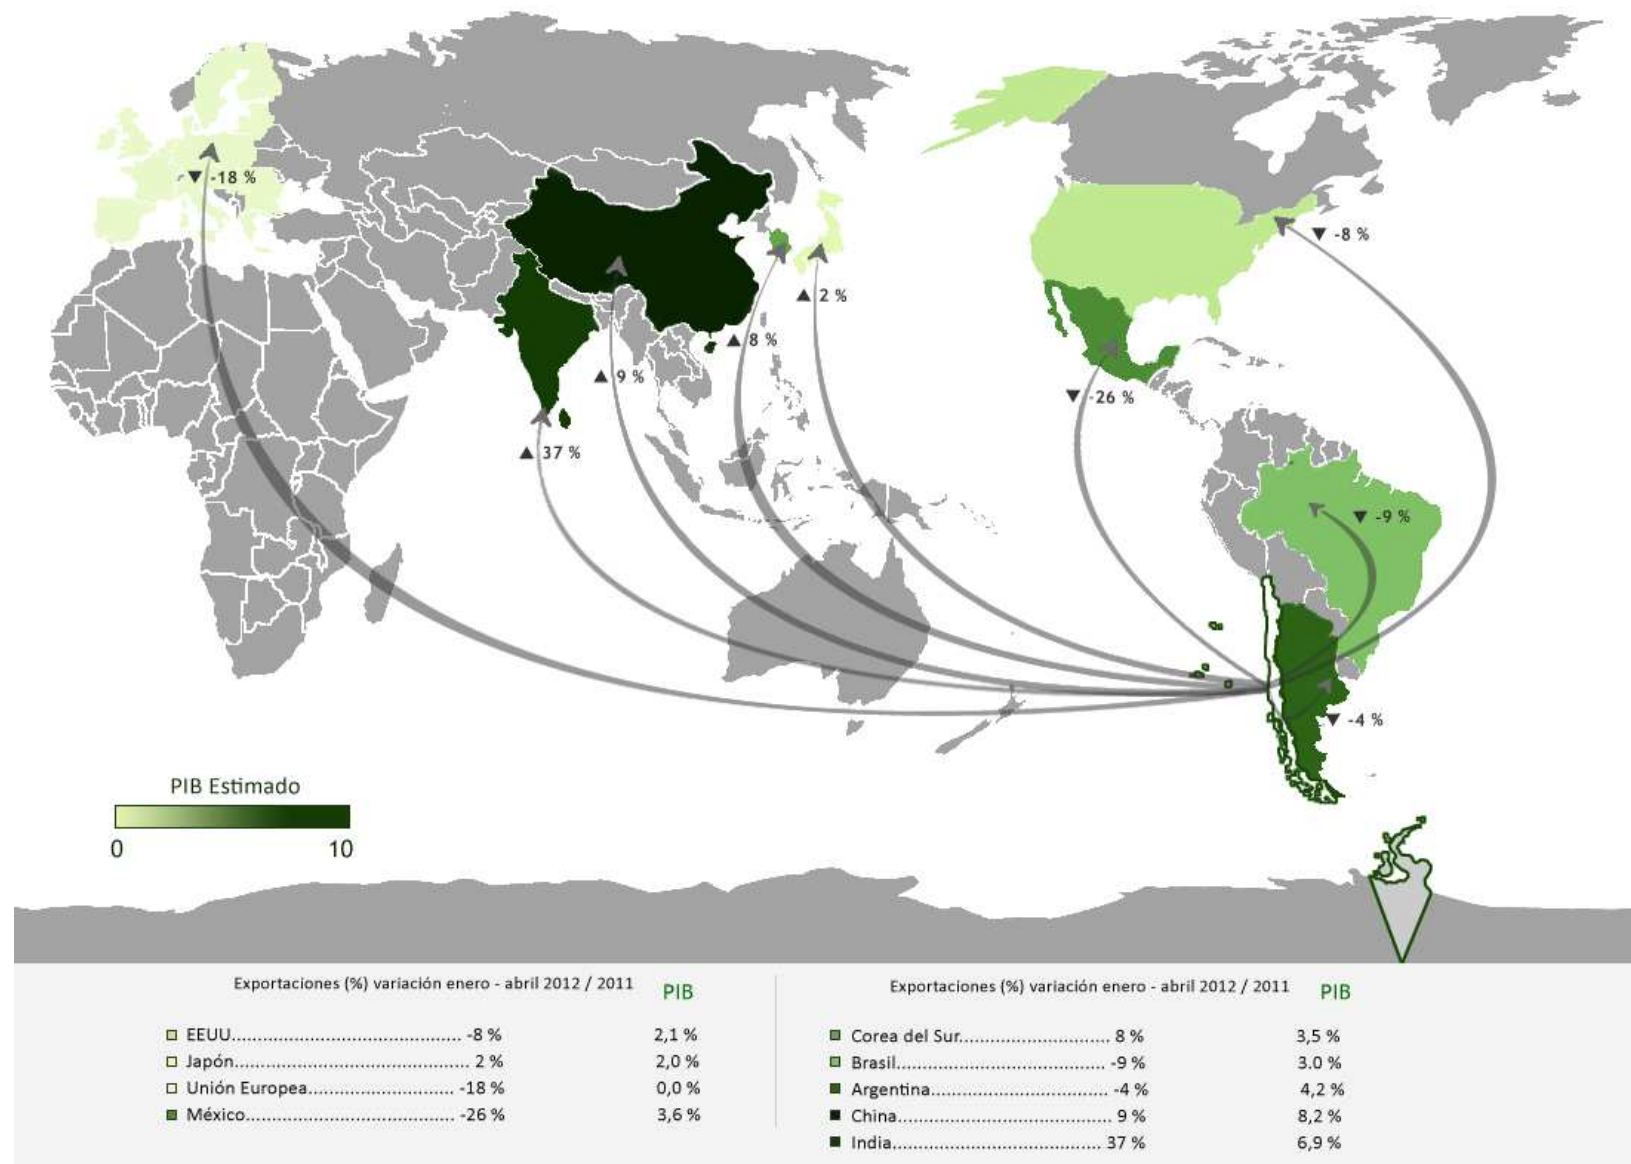 ▼ -18 %
▼ -8 %
▲ 2 %
▲ 8 %
▲ 9 %
▼ -26 %
▲ 37 %
▼ -9 %
▼ -4 %
PIB Estimado
0 10
Exportaciones (%) variación enero - abril 2012 / 2011 PIB
EEUU............................................... -8 % 2,1 %
Japón................................................ 2 % 2,0 %
Unión Europea.............................. -18 % 0,0 %
México........................................... -26 % 3,6 %
Exportaciones (%) variación enero - abril 2012 / 2011 PIB
Corea del Sur............................... 8 % 3,5 %
Brasil........................................... -9 % 3.0 %
Argentina..................................... -4 % 4,2 %
China............................................ 9 % 8,2 %
India............................................ 37 % 6,9 %